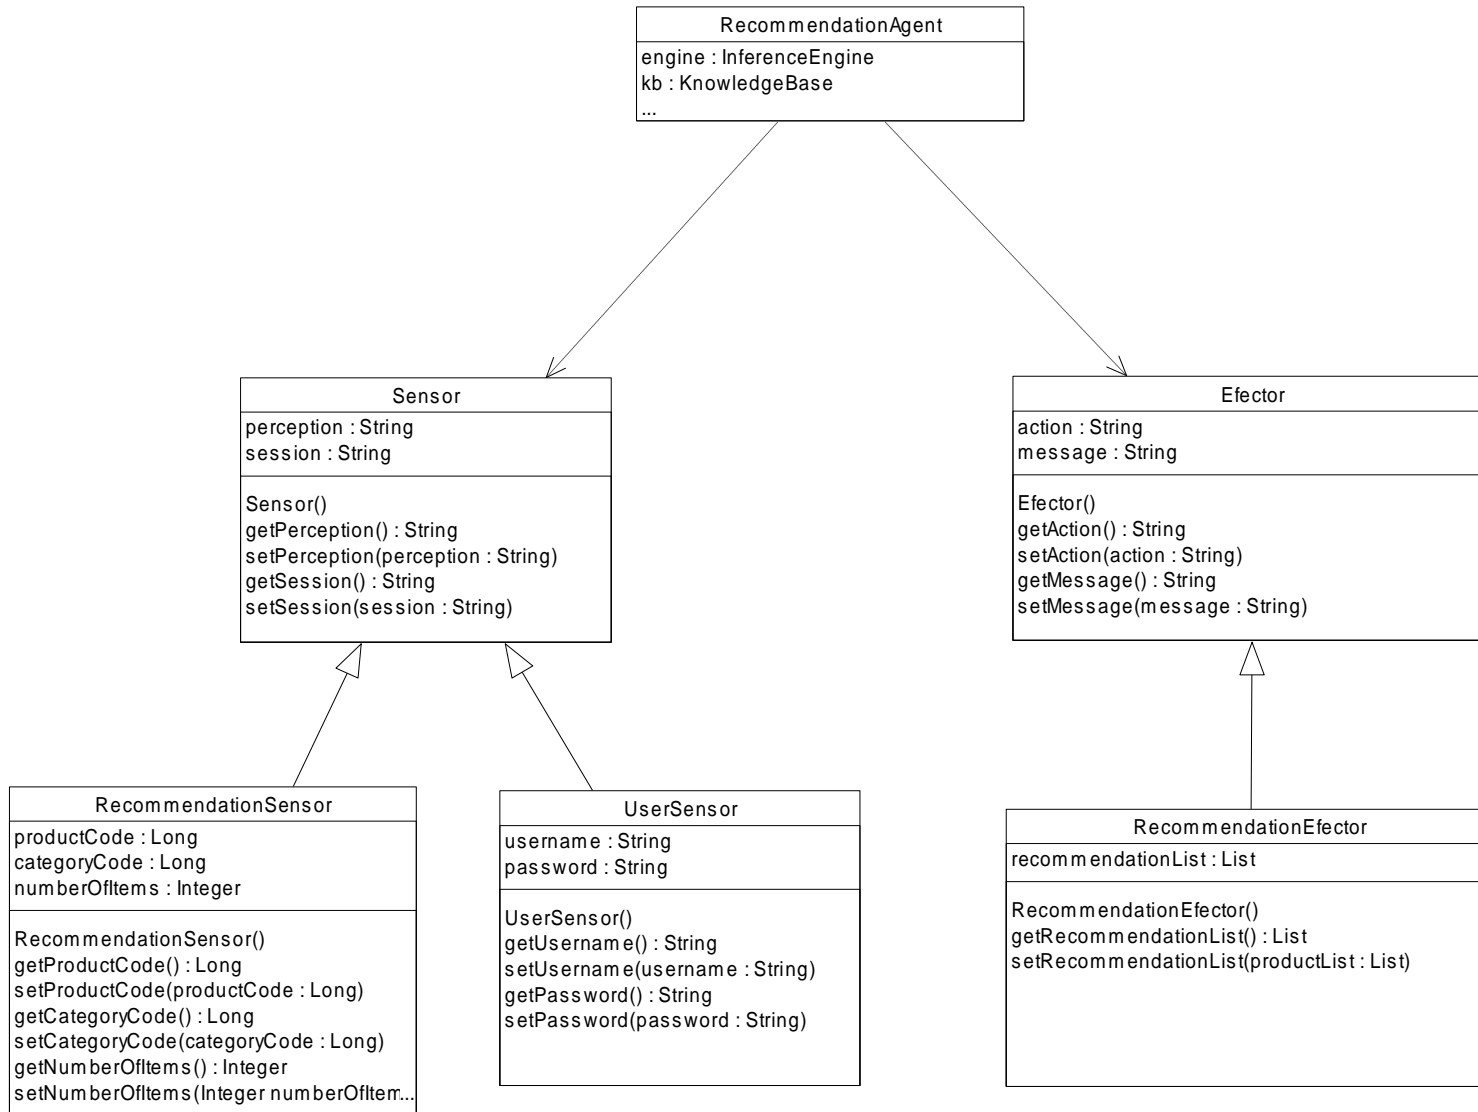 RecommendationAgent
engine : InferenceEngine
kb : KnowledgeBase
...
Sensor
perception : String
session : String
Sensor()
getPerception() : String
setPerception(perception : String)
getSession() : String
setSession(session : String)
Efector
action : String
message : String
Efector()
getAction() : String
setAction(action : String)
getMessage() : String
setMessage(message : String)
RecommendationSensor
productCode : Long
categoryCode : Long
numberOfItems : Integer
RecommendationSensor()
getProductCode() : Long
setProductCode(productCode : Long)
getCategoryCode() : Long
setCategoryCode(categoryCode : Long)
getNumberOfItems() : Integer
setNumberOfItems(Integer numberOfItem...
UserSensor
username : String
password : String
UserSensor()
getUsername() : String
setUsername(username : String)
getPassword() : String
setPassword(password : String)
RecommendationEfector
recommendationList : List
RecommendationEfector()
getRecommendationList() : List
setRecommendationList(productList : List)